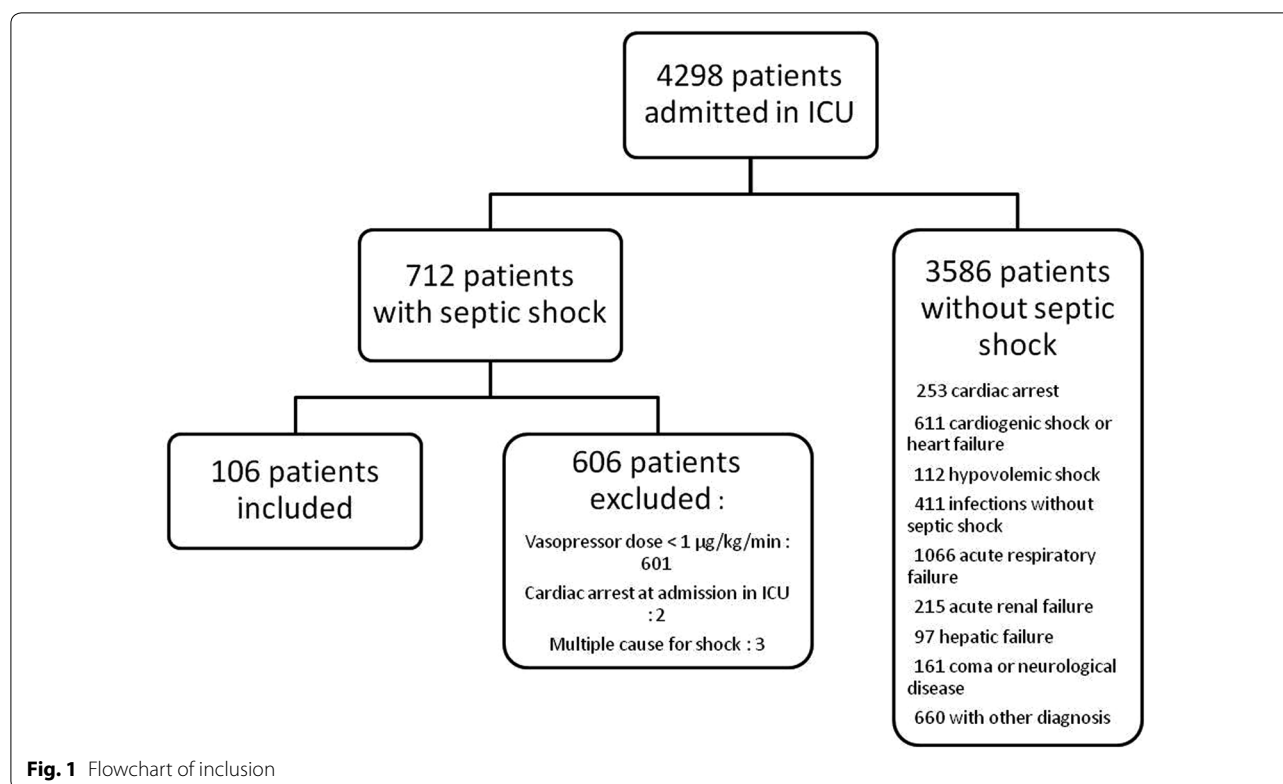 4298 patients
admitted in ICU
712 patients
with septic shock
3586 patients
without septic
shock
253 cardiac arrest
611 cardiogenic shock or
heart failure
112 hypovolemic shock
411 infections without
septic shock
1066 acute respiratory
failure
215 acute renal failure
97 hepatic failure
161 coma or neurological
disease
660 with other diagnosis
106 patients
included
606 patients
excluded :
Vasopressor dose < 1 µg/kg/min :
601
Cardiac arrest at admission in ICU
: 2
Multiple cause for shock : 3
Fig. 1 Flowchart of inclusion